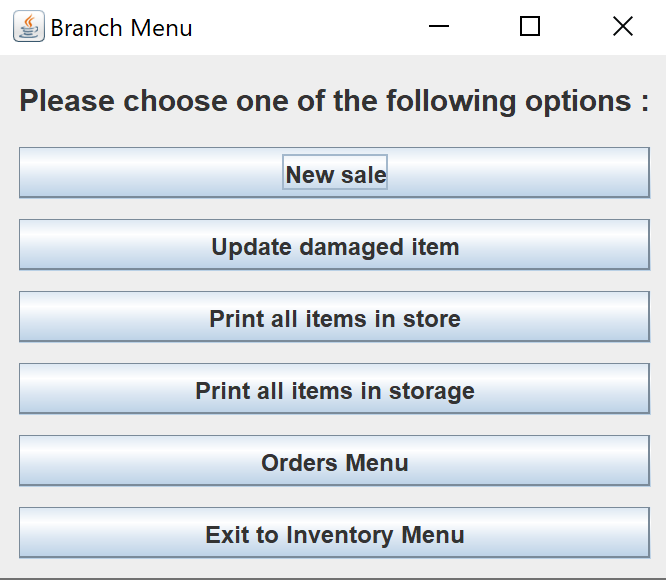 Branch Menu
Please choose one of the following options :
New sale
Update damaged item
Print all items in store
Print all items in storage
Orders Menu
Exit to Inventory Menu